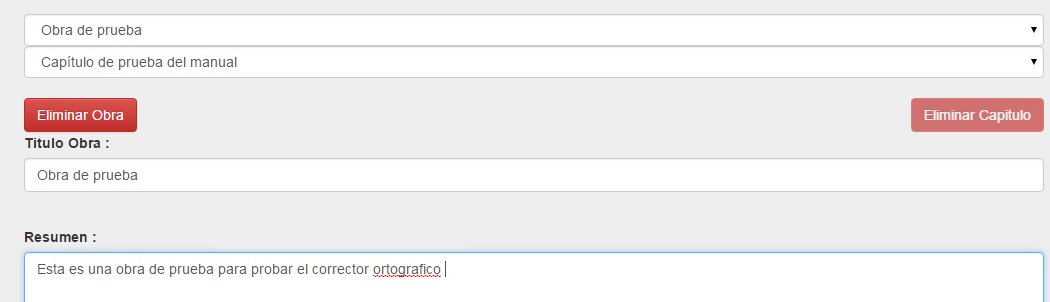 Obra de prueba
Capítulo de prueba del manual
Eliminar Obra
Eliminar Capitulo
Titulo Obra :
Obra de prueba
Resumen :
Esta es una obra de prueba para probar el corrector ortografico